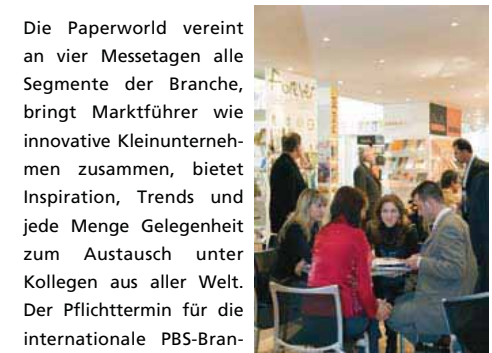 Die Paperworld vereint
an vier Messetagen alle
Segmente der Branche,
bringt Marktführer wie
innovative Kleinunterneh-
men zusammen, bietet
Inspiration, Trends und
jede Menge Gelegenheit
zum Austausch unter
Kollegen aus aller Welt.
Der Pflichttermin für die
internationale PBS-Bran-